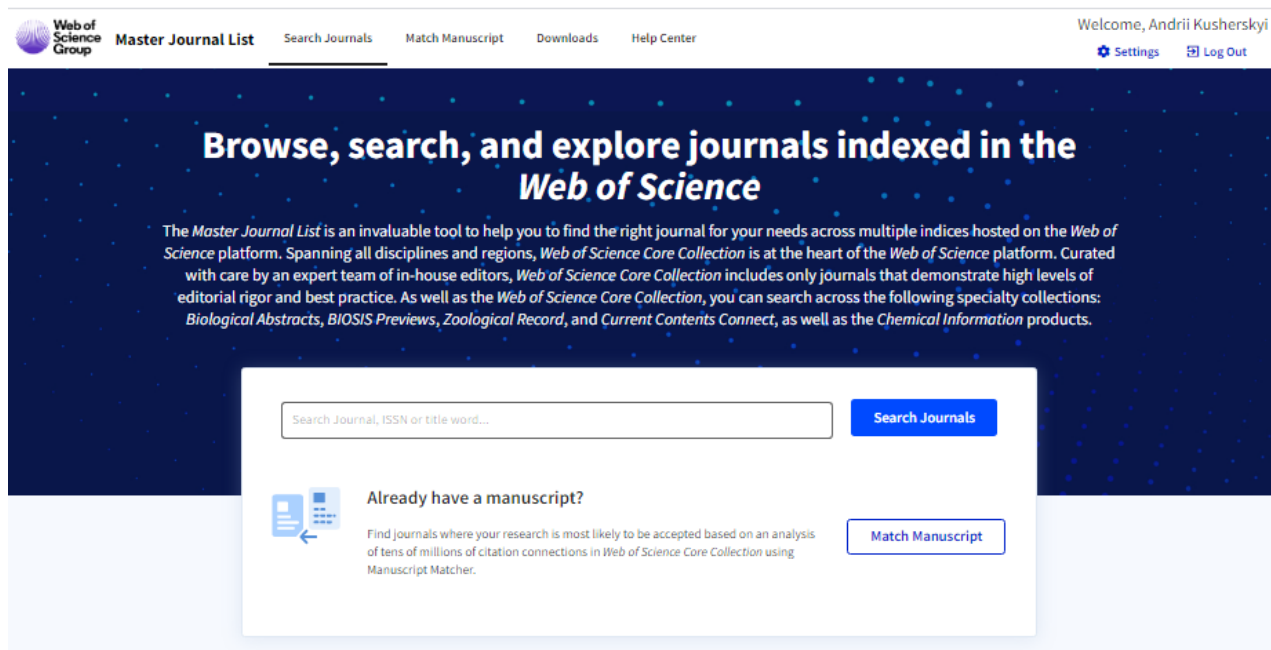 Web of
Science
Group
Master Journal List
Search Journals
Match Manuscript
Downloads
Help Center
Welcome, Andrii Kusherskyi
Settings
Log Out
Browse, search, and explore journals indexed in the
Web of Science
The Master Journal List is an invaluable tool to help you to find the right journal for your needs across multiple indices hosted on the Web of
Science platform. Spanning all disciplines and regions, Web of Science Core Collection is at the heart of the Web of Science platform. Curated
with care by an expert team of in-house editors, Web of Science Core Collection includes only journals that demonstrate high levels of
editorial rigor and best practice. As well as the Web of Science Core Collection, you can search across the following specialty collections:
Biological Abstracts, BIOSIS Previews, Zoological Record, and Current Contents Connect, as well as the Chemical Information products.
Search Journal, ISSN or title word...
Search Journals
Already have a manuscript?
Find journals where your research is most likely to be accepted based on an analysis
of tens of millions of citation connections in Web of Science Core Collection using
Manuscript Matcher.
Match Manuscript